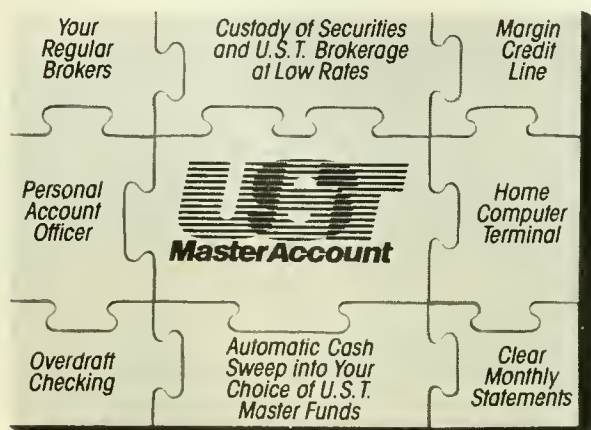 Your
Regular
Brokers
Custody of Securities
and U.S.T. Brokerage
at Low Rates
Margin
Credit
Line
Personal
Account
Officer
UST
MasterAccount
Home
Computer
Terminal
Overdraft
Checking
Automatic Cash
Sweep into Your
Choice of U.S.T.
Master Funds
Clear
Monthly
Statements